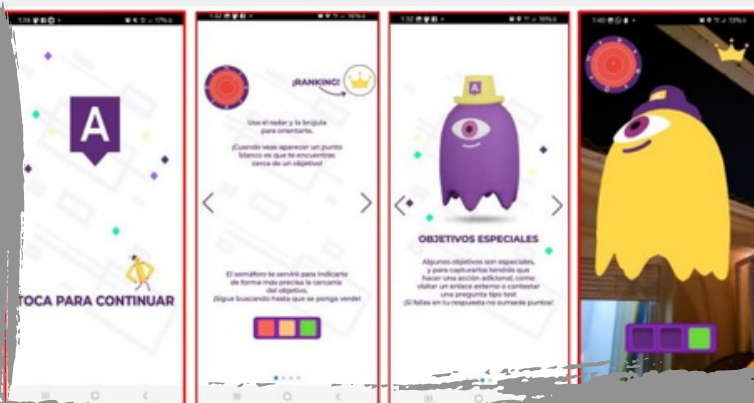 A
TOCA PARA CONTINUAR
¡RANKING!
Usa el radar y la brújula
para orientarte.
¡Cuando veas aparecer un punto
blanco es que te encuentras
cerca de un objetivo!
El semáforo te servirá para indicarte
de forma más precisa la cercanía
del objetivo.
¡Sigue buscando hasta que se ponga verde!
A
OBJETIVOS ESPECIALES
Algunos objetivos son especiales,
y para capturarlos tendrás que
hacer una acción adicional, como
visitar un enlace externo o contestar
una pregunta tipo test
¡Si fallas en tu respuesta no sumarás puntos!